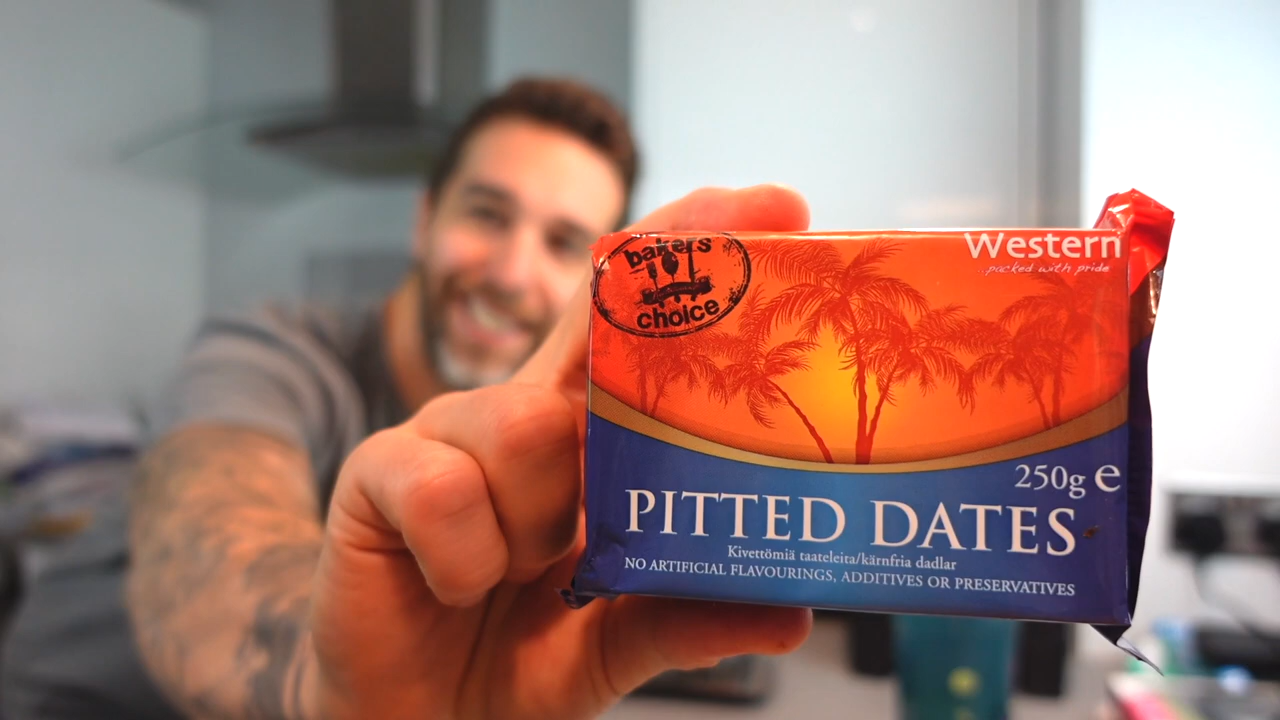 bakers
choice
Western
...packed with pride
250g e
PITTED DATES
Kivettömiä taateleita/kärnfria dadlar
NO ARTIFICIAL FLAVOURINGS, ADDITIVES OR PRESERVATIVES